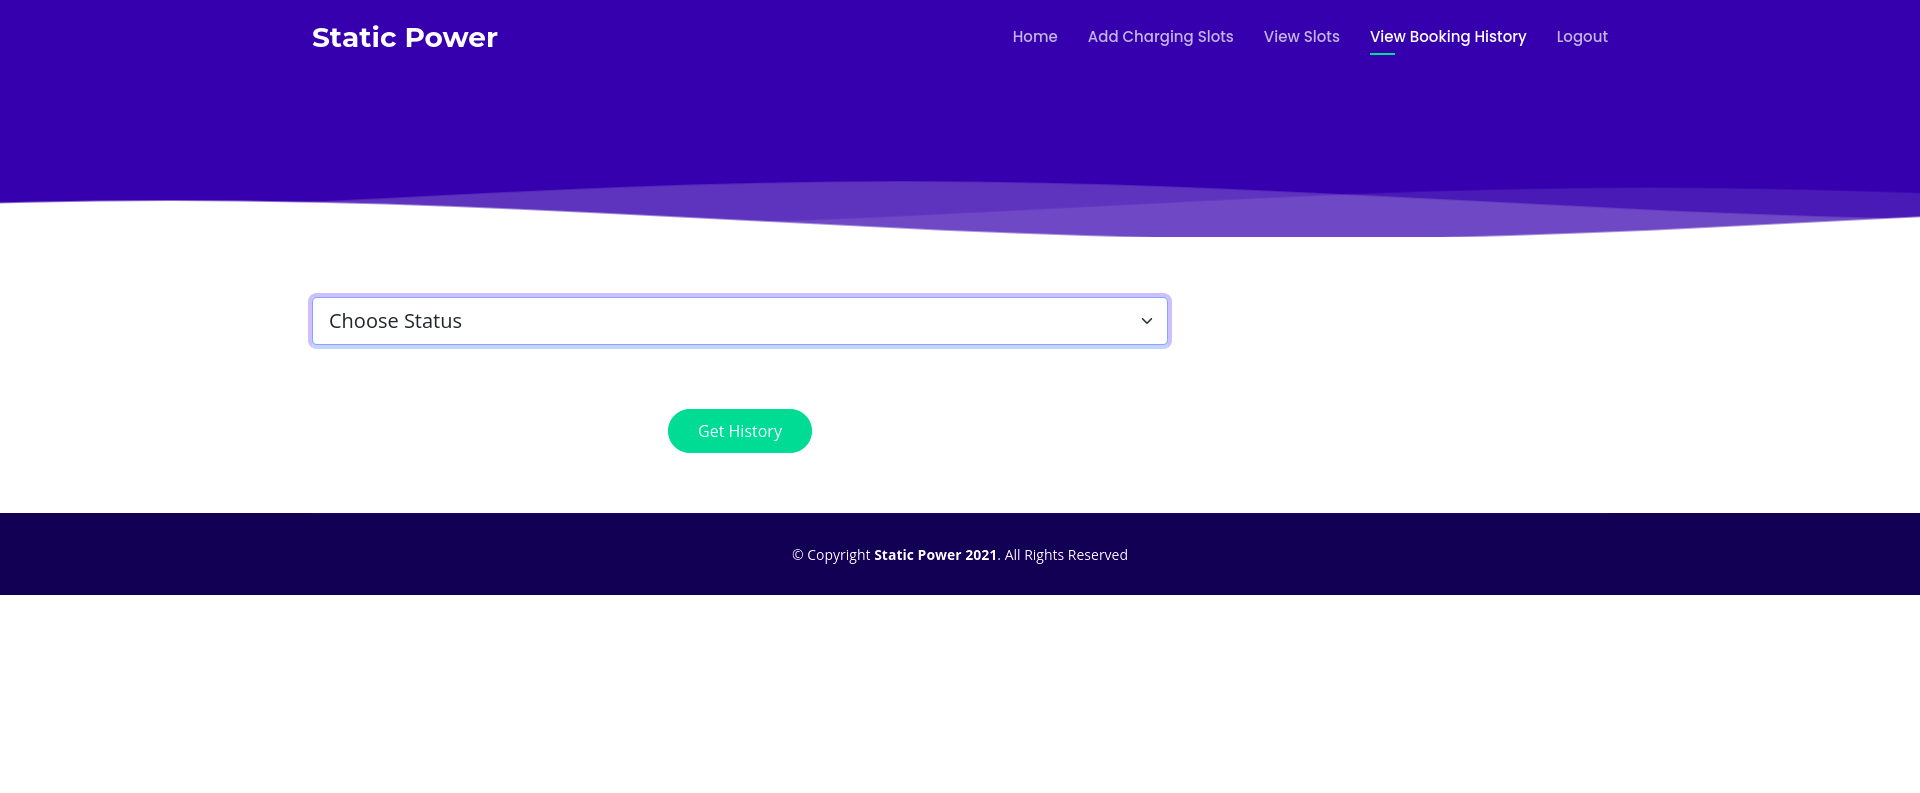 Static Power
Home Add Charging Slots View Slots View Booking History Logout
Choose Status
Get History
© Copyright Static Power 2021. All Rights Reserved